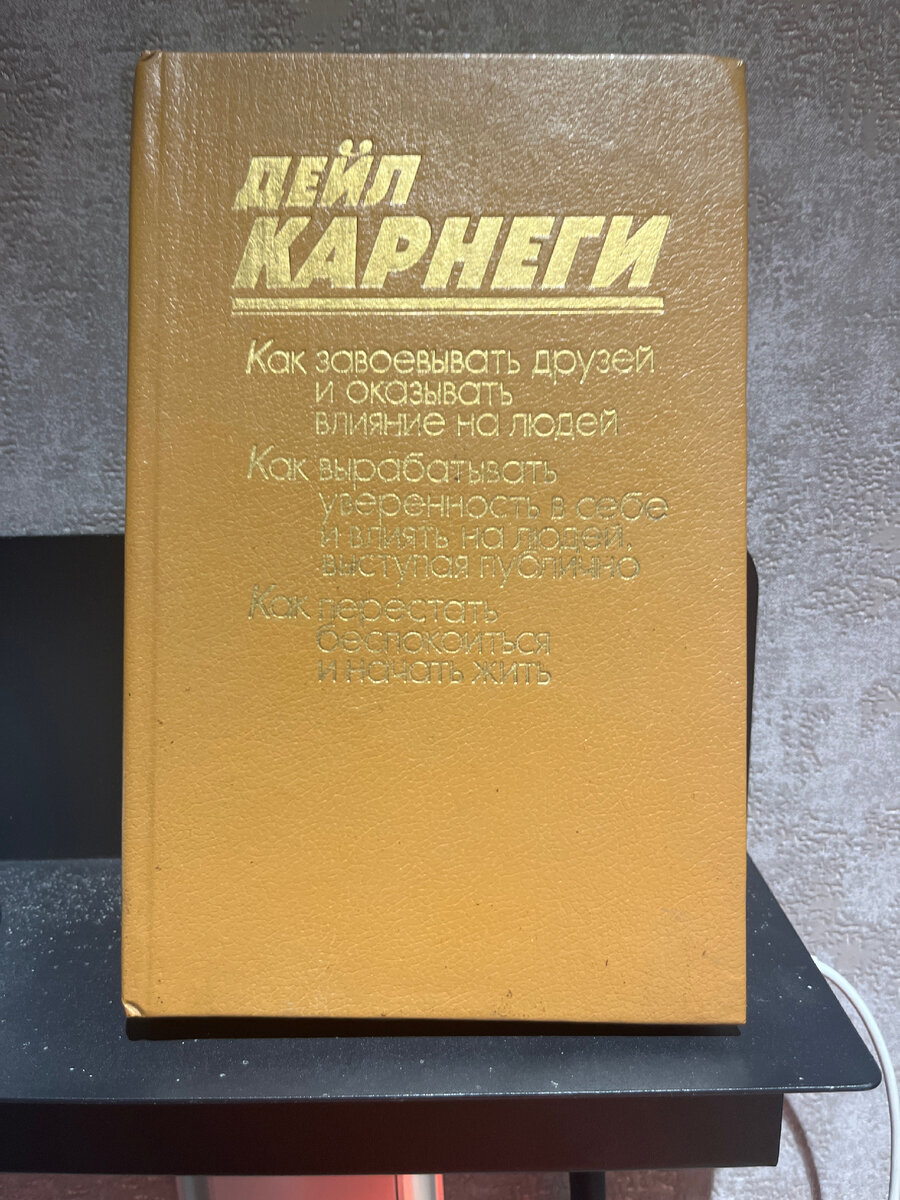 ДЕЙЛ
КАРНЕГИ
Как завоевывать друзей
и оказывать
влияние на людей
Как вырабатывать
уверенность в себе
и влиять на людей,
выступая публично
Как перестать
беспокоиться
и начать жить